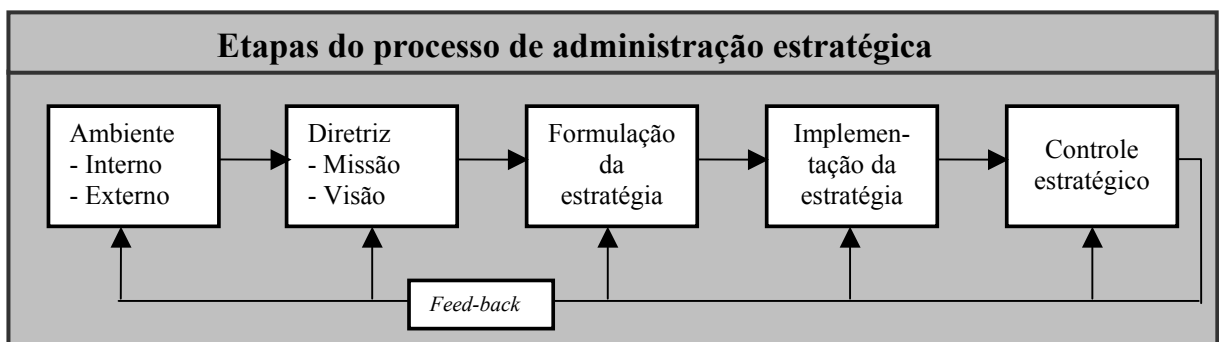 Etapas do processo de administração estratégica
Ambiente
- Interno
- Externo
Diretriz
- Missão
- Visão
Formulação
da
estratégia
Implemen-
tação da
estratégia
Controle
estratégico
Feed-back